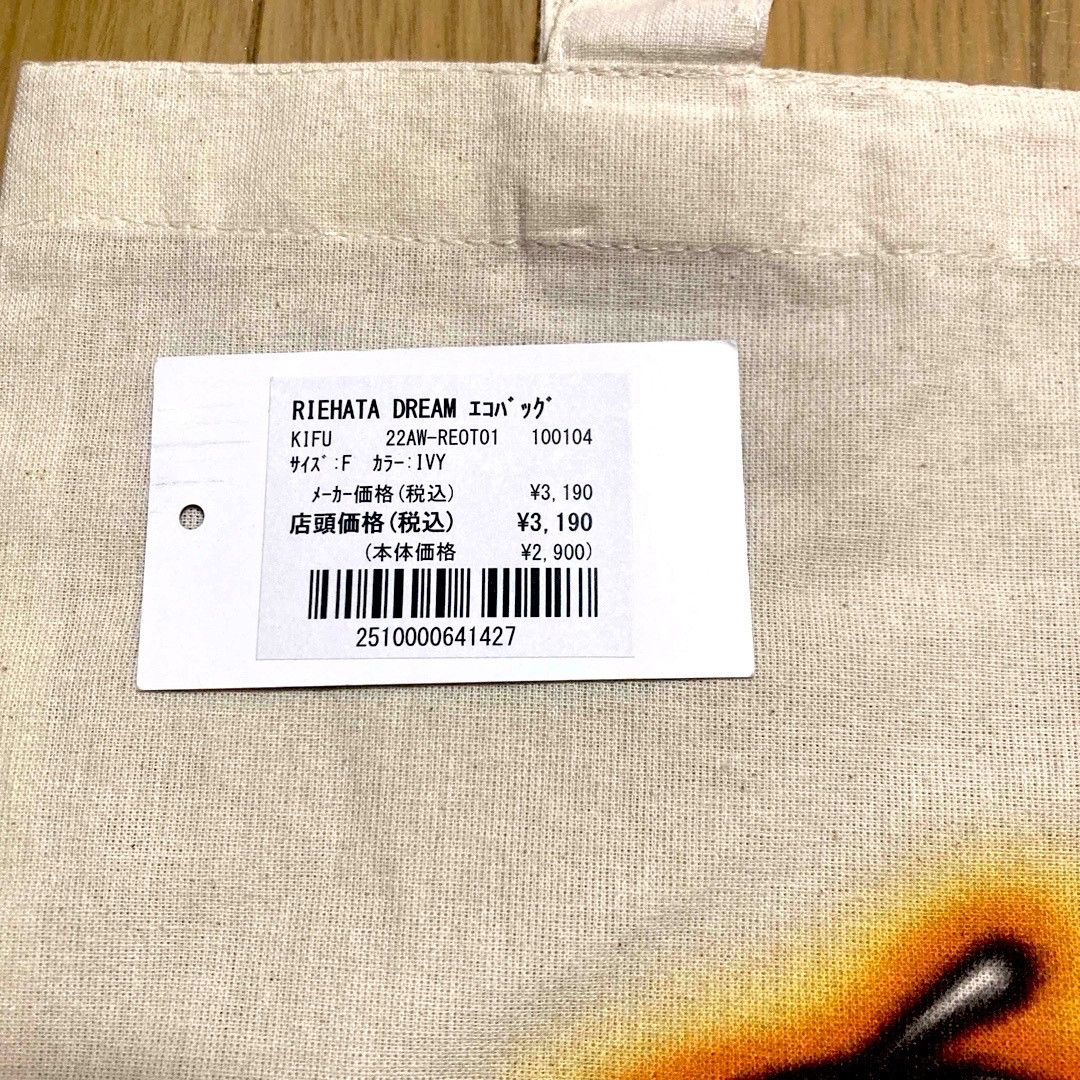 RIEHATA DREAM ｴｺﾊﾞｯｸﾞ
KIFU 22AW-REOT01 100104
ｻｲｽﾞ:F ｶﾗｰ:IVY
ﾒｰｶｰ価格(税込) ¥3,190
店頭価格(税込) ¥3,190
(本体価格 ¥2,900)
2510000641427